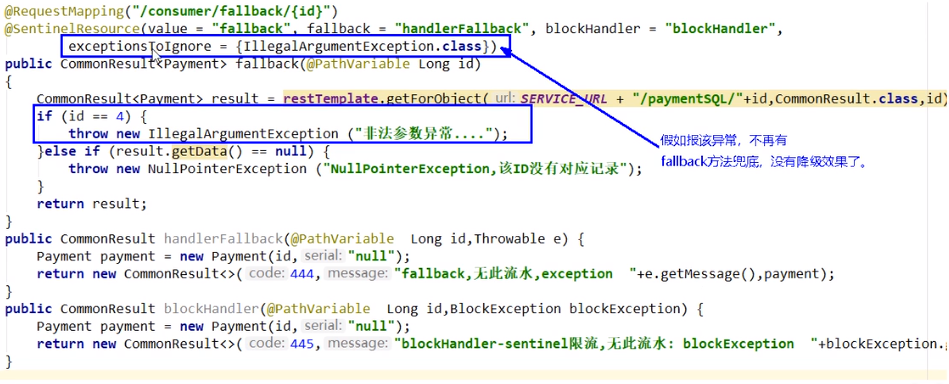 @RequestMapping("/consumer/fallback/{id}")
@SentinelResource(value = "fallback", fallback = "handlerFallback", blockHandler = "blockHandler",
exceptionsToIgnore = {IllegalArgumentException.class})
public CommonResult<Payment> fallback(@PathVariable Long id)
{
CommonResult<Payment> result = restTemplate.getForObject( url: SERVICE_URL + "/paymentSQL/"+id,CommonResult.class,id)
if (id == 4) {
throw new IllegalArgumentException ("非法参数异常....");
}else if (result.getData() == null) {
throw new NullPointerException ("NullPointerException,该ID没有对应记录");
}
return result;
}
假如报该异常，不再有
fallback方法兜底，没有降级效果了。
public CommonResult handlerFallback(@PathVariable  Long id,Throwable e) {
Payment payment = new Payment(id, serial: "null");
return new CommonResult<>( code: 444, message: "fallback,无此流水,exception  "+e.getMessage(),payment);
}
public CommonResult blockHandler(@PathVariable  Long id,BlockException blockException) {
Payment payment = new Payment(id, serial: "null");
return new CommonResult<>( code: 445, message: "blockHandler-sentinel限流,无此流水: blockException  "+blockException.g
}